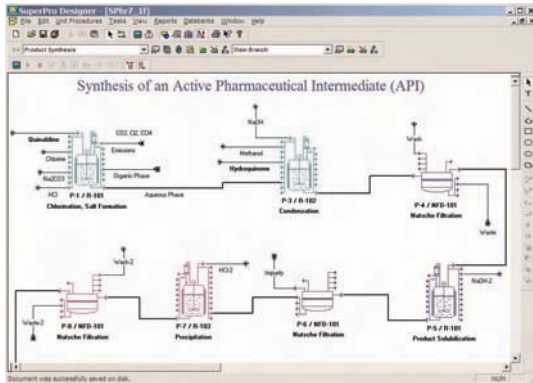 SuperPro Designer - [SPhr7_1f]
File Edit Unit Procedures Tasks View Reports Databanks Window Help
Product Synthesis
Main Branch
Synthesis of an Active Pharmaceutical Intermediate (API)
Quinaldine
Chlorine
Na2CO3
HCl
CO2, Cl2, CCl4
Emissions
Organic Phase
Aqueous Phase
P-1 / R-101
Chlorination, Salt Formation
NaOH
Methanol
Hydroquinone
P-3 / R-102
Condensation
Wash
P-4 / NFD-101
Nutsche Filtration
Waste
Wash-2
Waste-2
P-8 / NFD-101
Nutsche Filtration
HCl-2
P-7 / R-103
Precipitation
Impurity
P-6 / NFD-101
Nutsche Filtration
NaOH-2
P-5 / R-101
Product Solubilization
Document was successfully saved on disk.
NUM